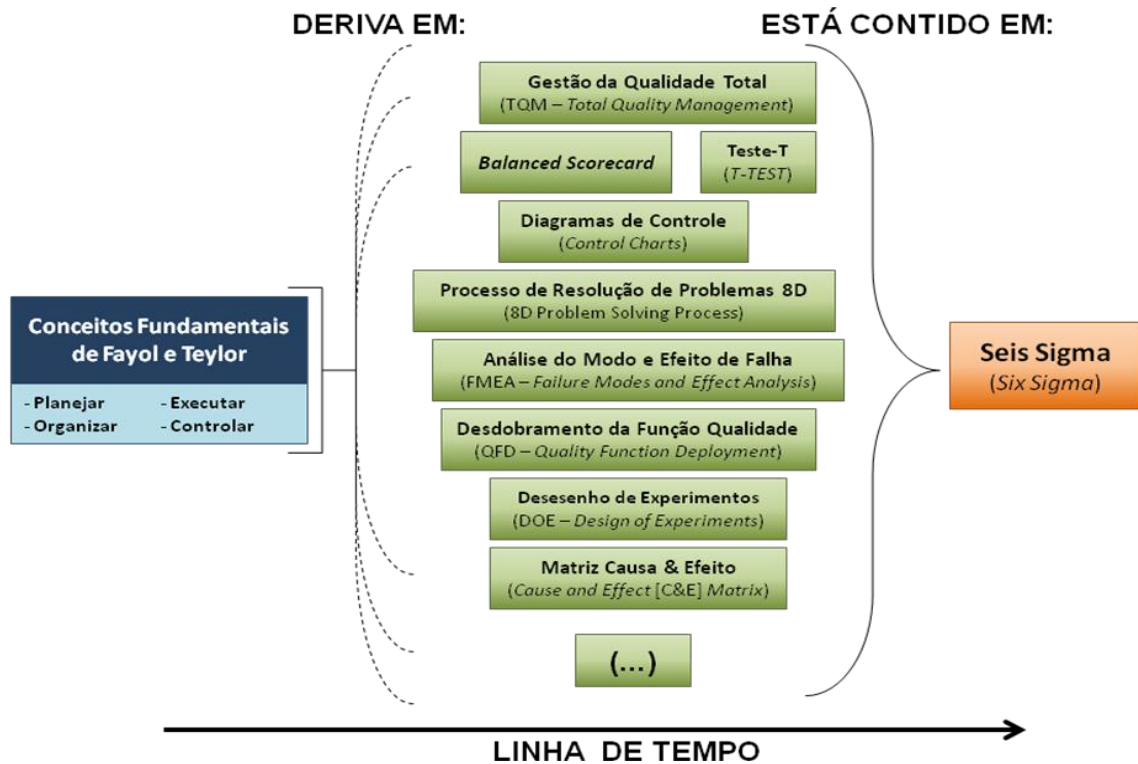 DERIVA EM:
ESTÁ CONTIDO EM:
Gestão da Qualidade Total
(TQM – Total Quality Management)
Balanced Scorecard
Teste-T
(T-TEST)
Diagramas de Controle
(Control Charts)
Processo de Resolução de Problemas 8D
(8D Problem Solving Process)
Conceitos Fundamentais
de Fayol e Teylor
- Planejar - Executar
- Organizar - Controlar
Análise do Modo e Efeito de Falha
(FMEA – Failure Modes and Effect Analysis)
Desdobramento da Função Qualidade
(QFD – Quality Function Deployment)
Desesenho de Experimentos
(DOE – Design of Experiments)
Matriz Causa & Efeito
(Cause and Effect [C&E] Matrix)
(...)
Seis Sigma
(Six Sigma)
LINHA DE TEMPO